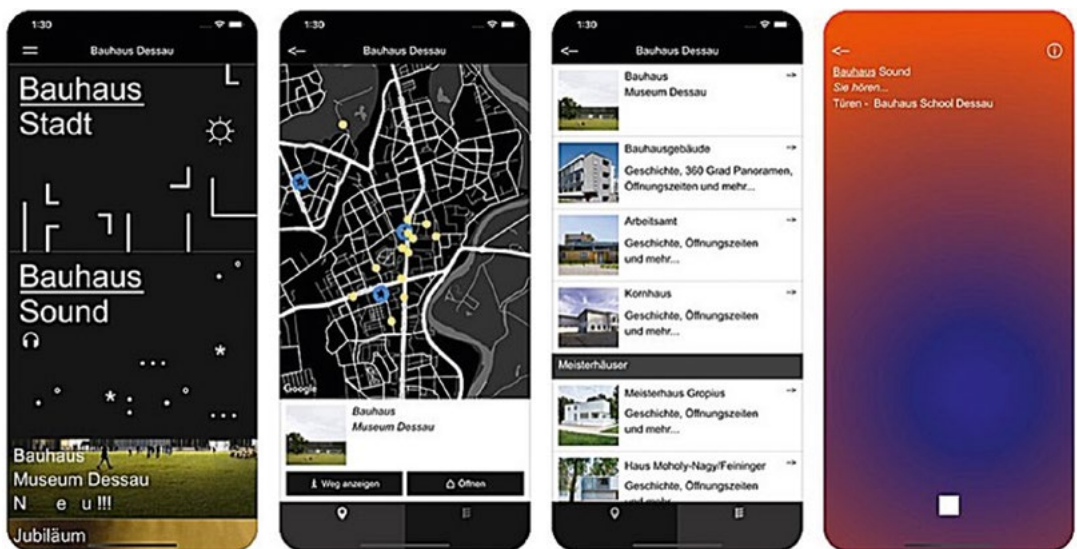 1:30
Bauhaus Dessau
Bauhaus
Stadt
Bauhaus
Sound
Bauhaus
Museum Dessau
N e u !!!
Jubiläum
1:30
Bauhaus Dessau
Google
Bauhaus
Museum Dessau
Weg anzeigen
Öffnen
1:30
Bauhaus Dessau
Bauhaus
Museum Dessau
Bauhausgebäude
Geschichte, 360 Grad Panoramen,
Öffnungszeiten und mehr...
Arbeitsamt
Geschichte, Öffnungszeiten
und mehr...
Kornhaus
Geschichte, Öffnungszeiten
und mehr...
Meisterhäuser
Meisterhaus Gropius
Geschichte, Öffnungszeiten
und mehr...
Haus Moholy-Nagy/Feininger
Geschichte, Öffnungszeiten
und mehr...
Bauhaus Sound
Sie hören...
Türen - Bauhaus School Dessau